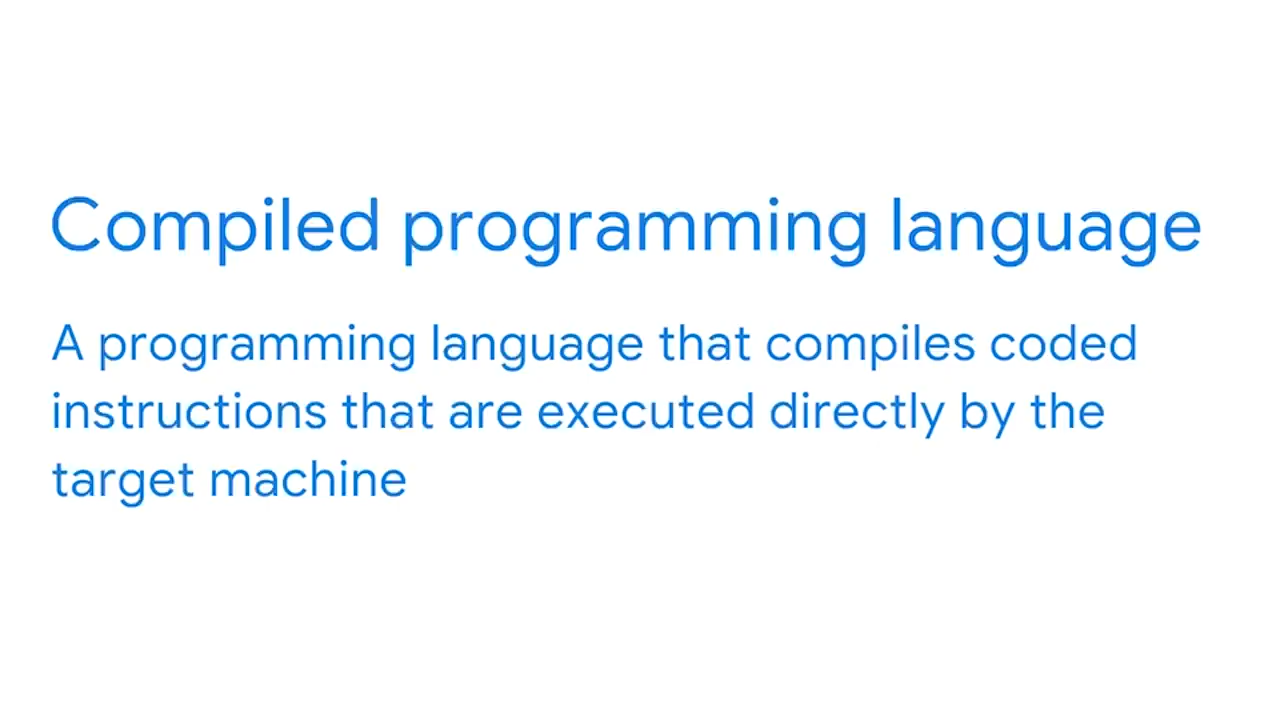 Compiled programming language
A programming language that compiles coded
instructions that are executed directly by the
target machine